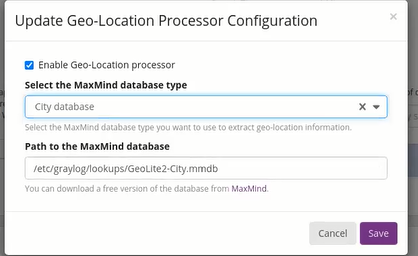 Update Geo-Location Processor Configuration
×
Enable Geo-Location processor
Select the MaxMind database type
City database
Select the MaxMind database type you want to use to extract geo-location information.
Path to the MaxMind database
/etc/graylog/lookups/GeoLite2-City.mmdb
You can download a free version of the database from MaxMind.
Cancel
Save